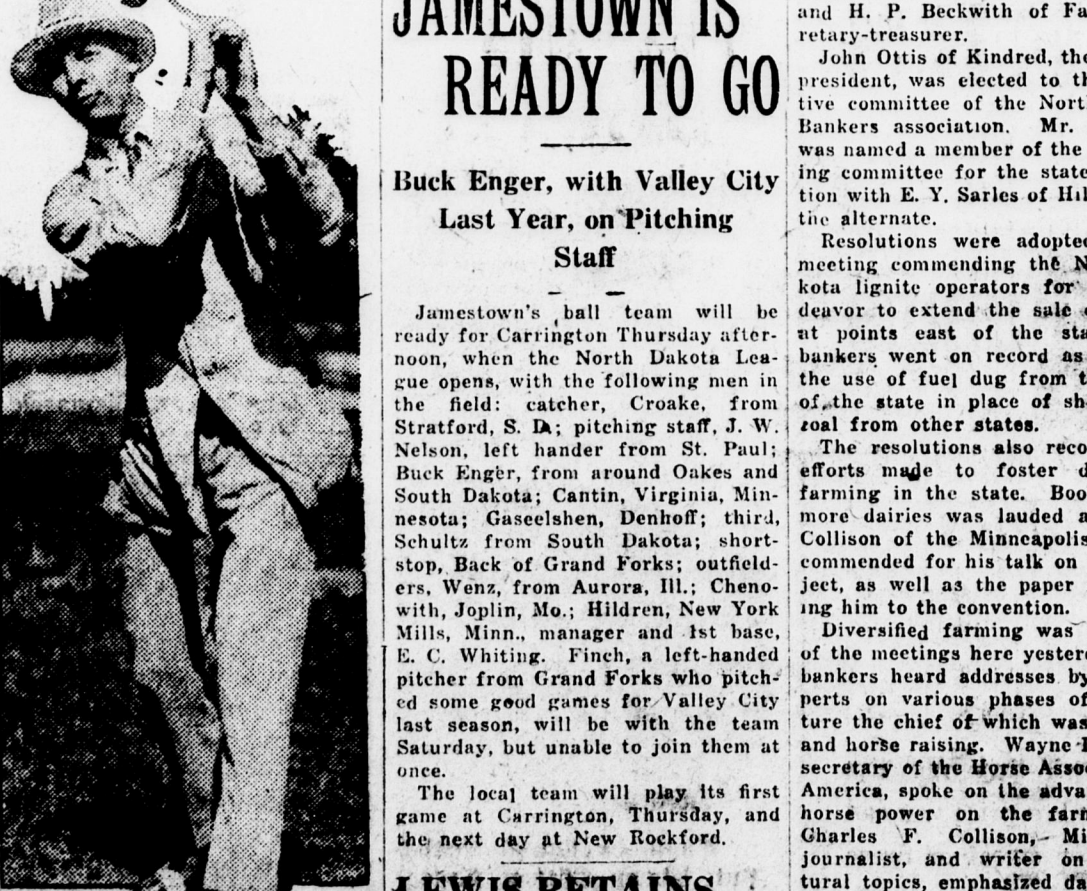 JAMESTOWN IS
READY TO GO
Buck Enger, with Valley City
Last Year, on Pitching
Staff
Jamestown's ball team will be
ready for Carrington Thursday after-
noon, when the North Dakota Lea-
gue opens, with the following men in
the field: catcher, Croake, from
Stratford, S. D.; pitching staff, J. W.
Nelson, left hander from St. Paul;
Buck Enger, from around Oakes and
South Dakota; Cantin, Virginia, Min-
nesota; Gaseelshen, Denhoff; third,
Schultz from South Dakota; short-
stop, Back of Grand Forks; outfield-
ers, Wenz, from Aurora, Ill.; Cheno-
with, Joplin, Mo.; Hildren, New York
Mills, Minn., manager and 1st base,
E. C. Whiting. Finch, a left-handed
pitcher from Grand Forks who pitch-
ed some good games for Valley City
last season, will be with the team
Saturday, but unable to join them at
once.
The local team will play its first
game at Carrington, Thursday, and
the next day at New Rockford.
LEWIS RETAINS
and H. P. Beckwith of Fa
retary-treasurer.
John Ottis of Kindred, the
president, was elected to th
tive committee of the Nort
Bankers association. Mr.
was named a member of the
ing committee for the state
tion with E. Y. Sarles of Hil
the alternate.
Resolutions were adopted
meeting commending the N
kota lignite operators for
deavor to extend the sale
at points east of the sta
bankers went on record as
the use of fuel dug from t
of the state in place of sh
coal from other states.
The resolutions also reco
efforts made to foster d
farming in the state. Boo
more dairies was lauded a
Collison of the Minneapolis
commended for his talk on
ject, as well as the paper
ing him to the convention.
Diversified farming was
of the meetings here yester
bankers heard addresses by
perts on various phases of
ture the chief of which was
and horse raising. Wayne
secretary of the Horse Asso
America, spoke on the adva
horse power on the farm
Charles F. Collison, Mi
journalist, and writer on
tural topics, emphasized da